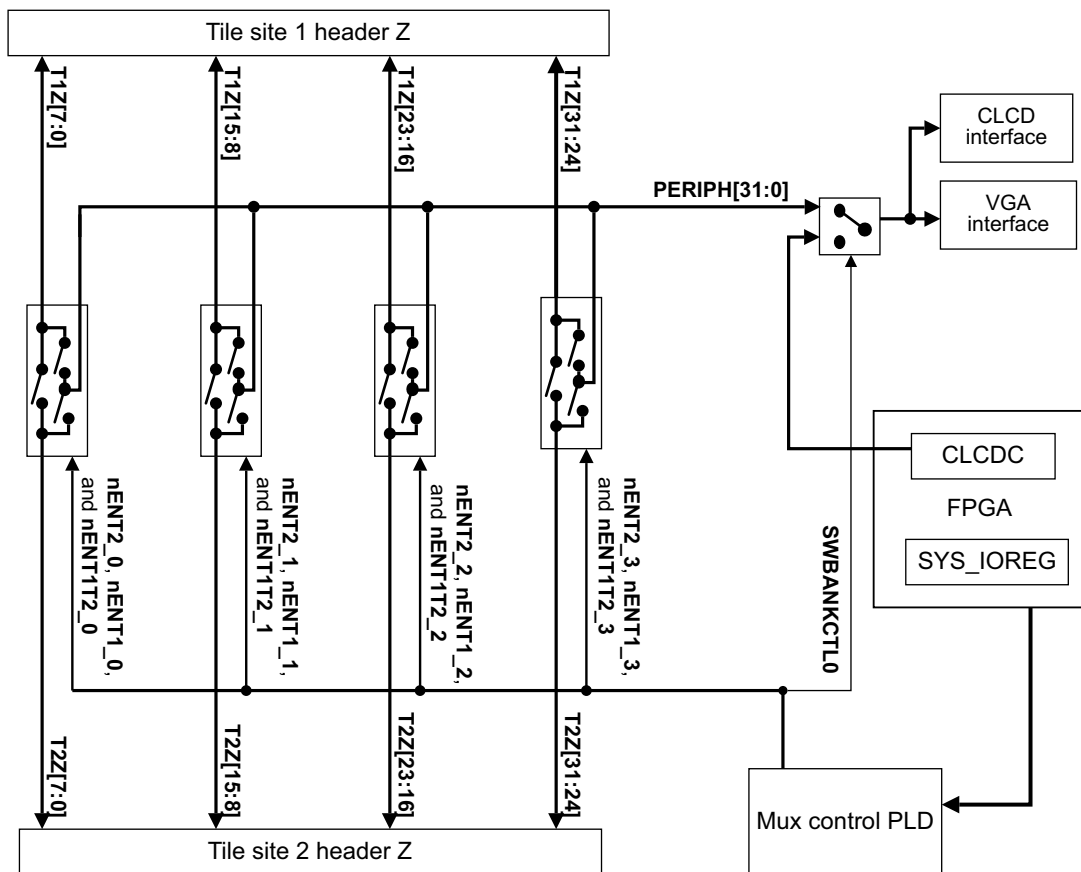 Tile site 1 header Z
T1Z[7:0]
T1Z[15:8]
T1Z[23:16]
T1Z[31:24]
PERIPH[31:0]
CLCD
interface
VGA
interface
CLCDC
FPGA
SYS_IOREG
SWBANKCTL0
nENT2_0, nENT1_0,
and nENT1T2_0
nENT2_1, nENT1_1,
and nENT1T2_1
nENT2_2, nENT1_2,
and nENT1T2_2
nENT2_3, nENT1_3,
and nENT1T2_3
T2Z[7:0]
T2Z[15:8]
T2Z[23:16]
T2Z[31:24]
Mux control PLD
Tile site 2 header Z